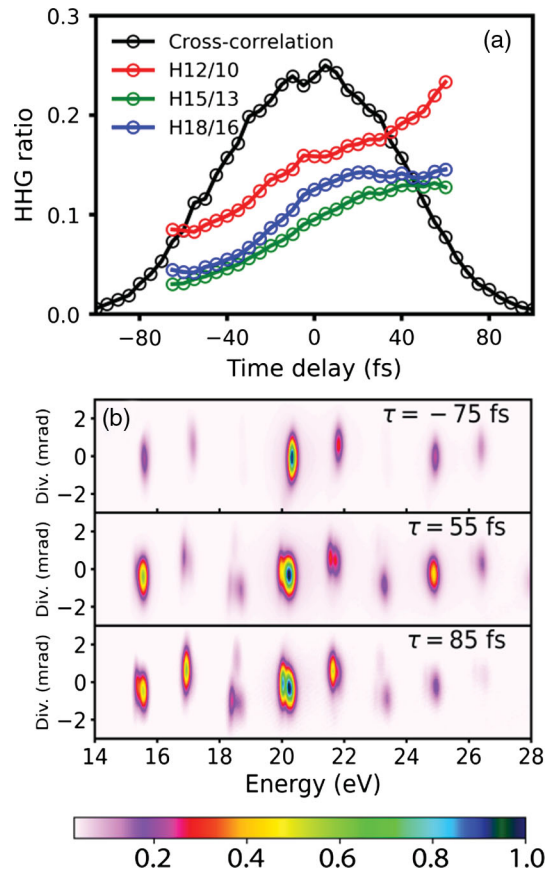 (a)
Cross-correlation
H12/10
H15/13
H18/16
HHG ratio
0.3
0.2
0.1
0.0
−80 −40 0 40 80
Time delay (fs)
(b)
τ = − 75 fs
Div. (mrad)
2
0
−2
τ = 55 fs
Div. (mrad)
2
0
−2
τ = 85 fs
Div. (mrad)
2
0
−2
14 16 18 20 22 24 26 28
Energy (eV)
0.2 0.4 0.6 0.8 1.0